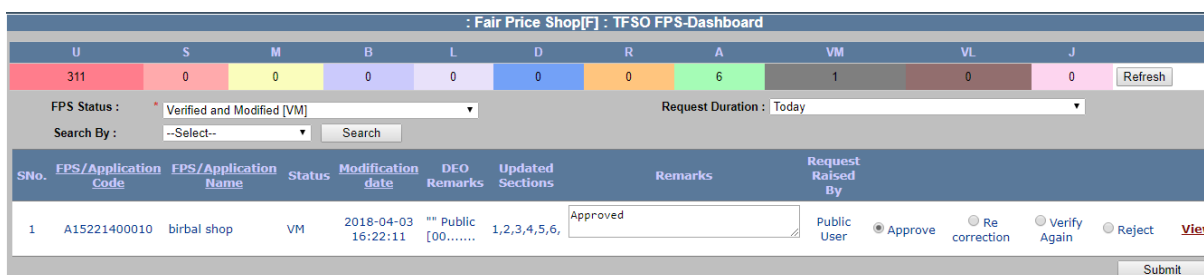 : Fair Price Shop[F] : TFSO FPS-Dashboard
U S M B L D R A VM VL J
311 0 0 0 0 0 0 6 1 0 0 Refresh
FPS Status : * Verified and Modified [VM] Request Duration : Today
Search By : --Select-- Search
SNo. FPS/Application Code FPS/Application Name Status Modification date DEO Remarks Updated Sections Remarks Request Raised By
1 A15221400010 birbal shop VM 2018-04-03 16:22:11 "" Public [00....... 1,2,3,4,5,6, Approved Public User Approve Re correction Verify Again Reject
Submit